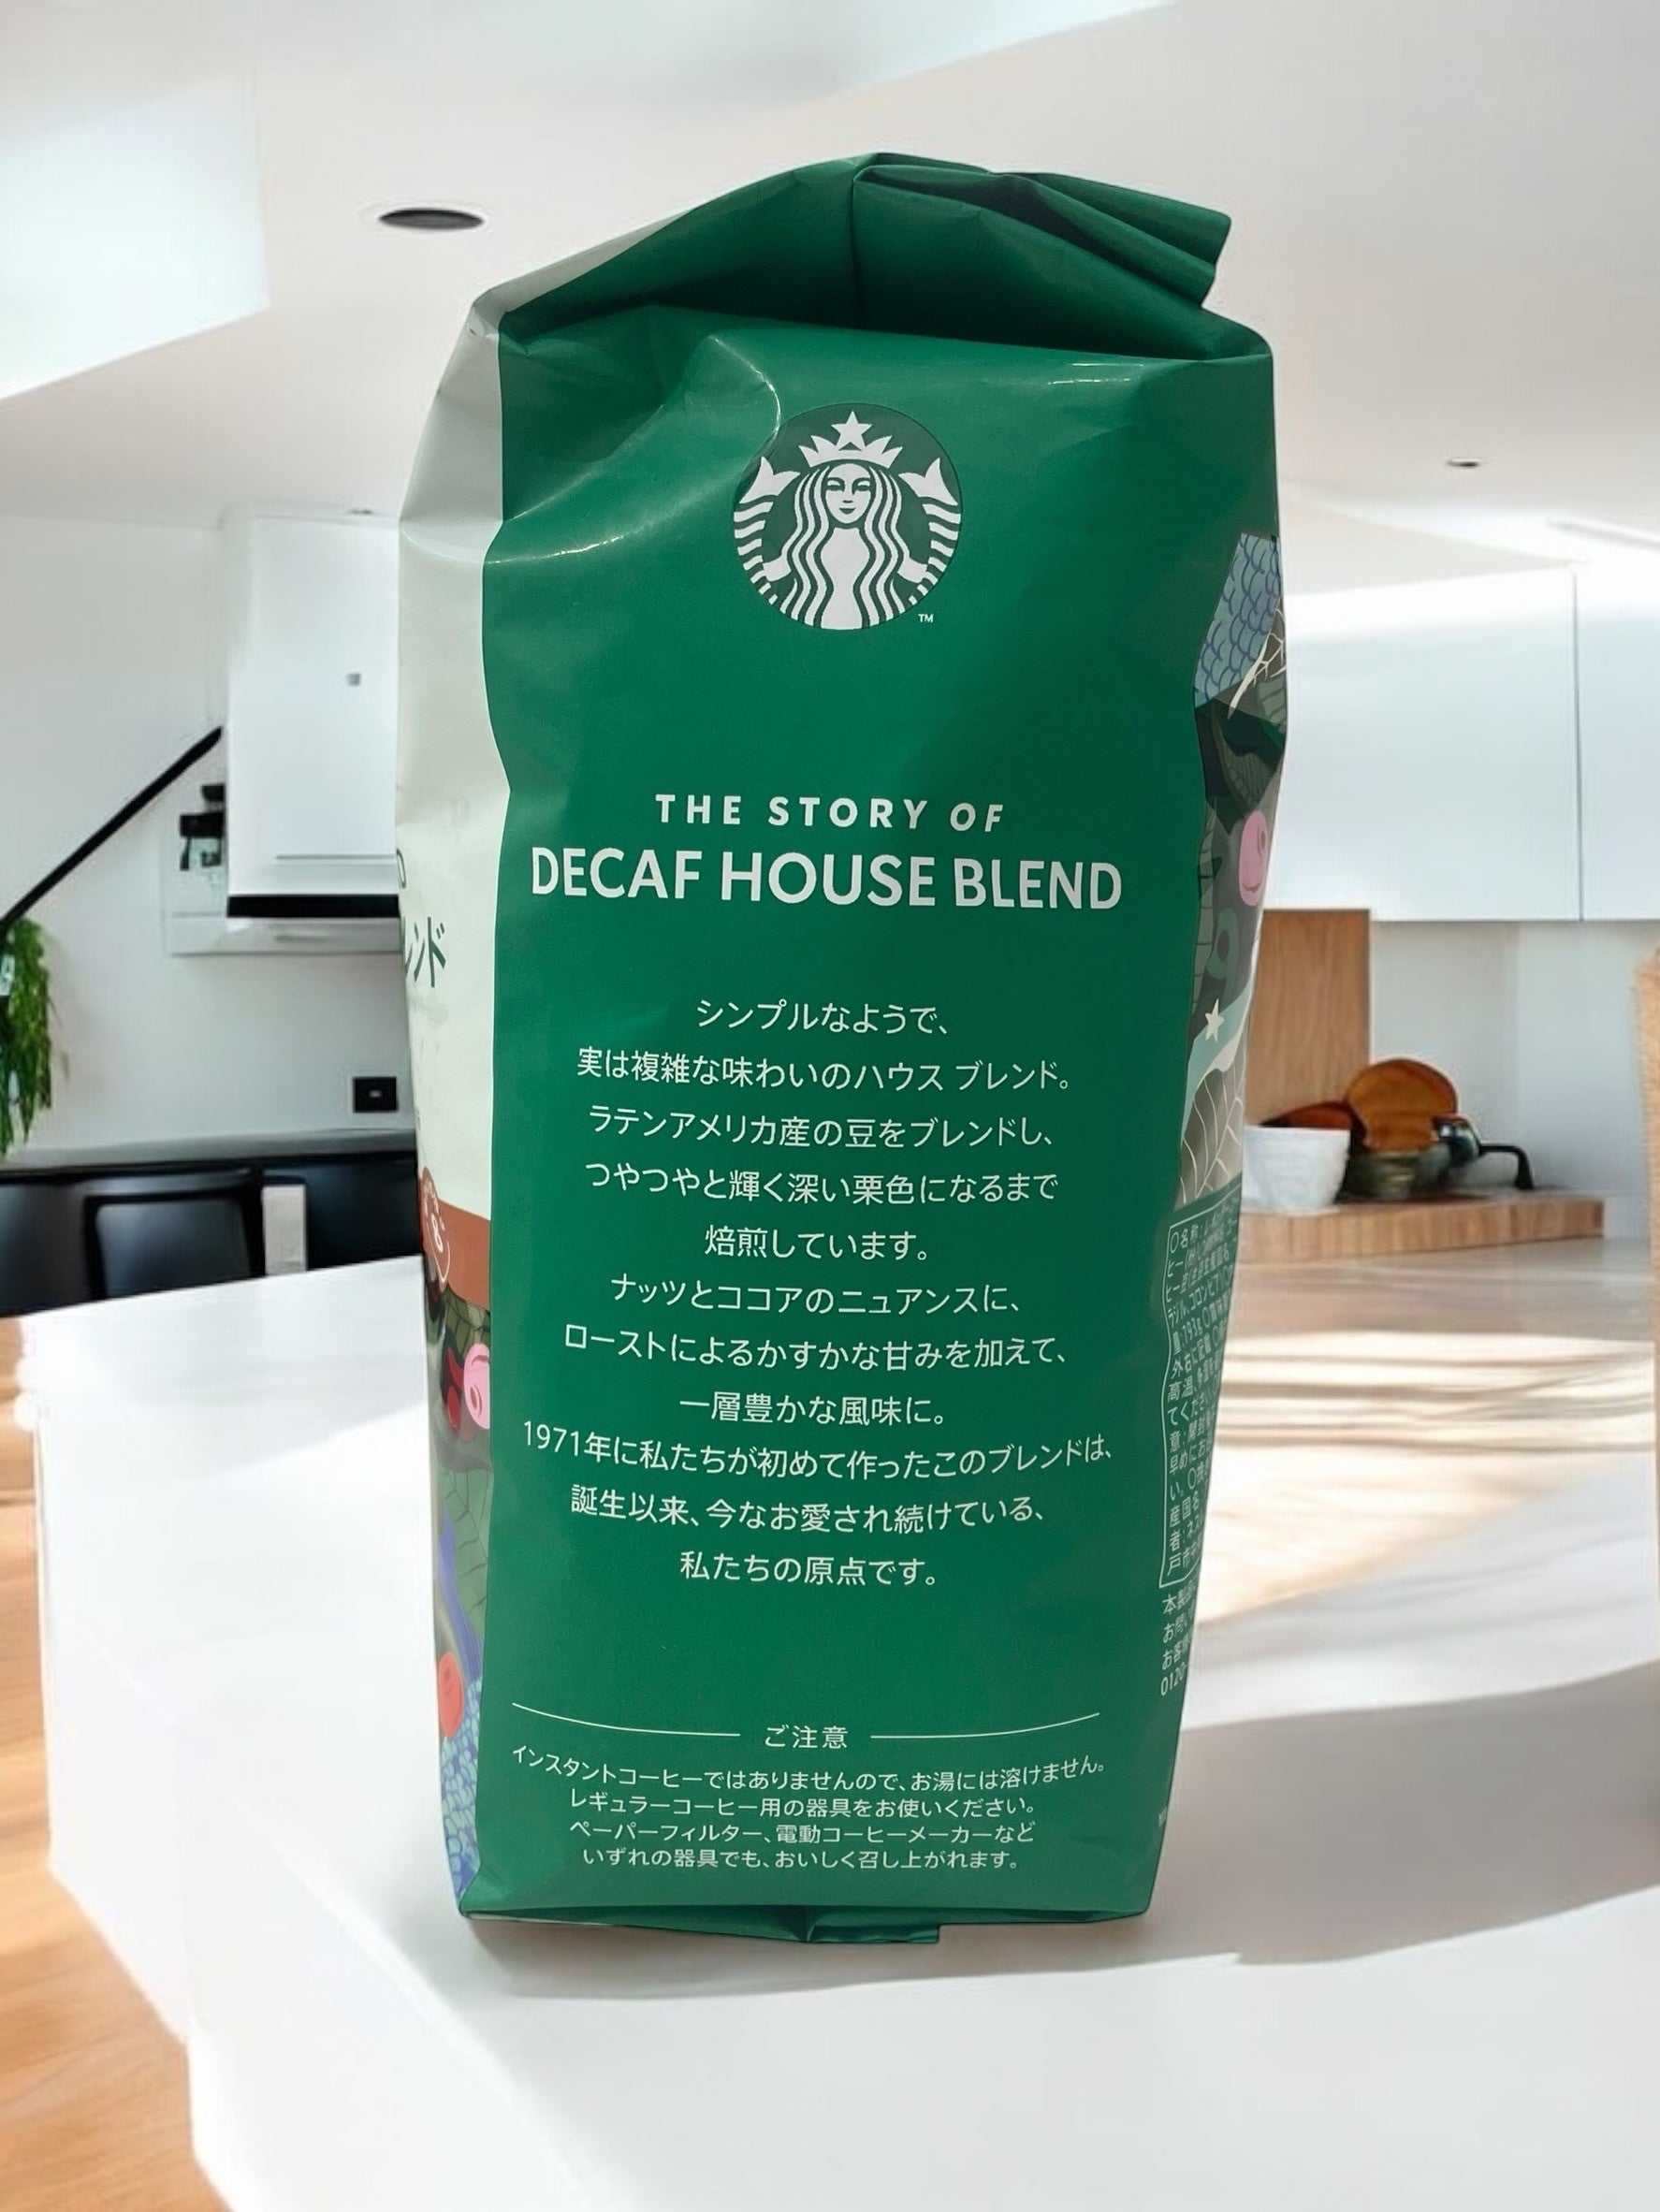 THE STORY OF
DECAF HOUSE BLEND
シンプルなようで、
実は複雑な味わいのハウス ブレンド。
ラテンアメリカ産の豆をブレンドし、
つやつやと輝く深い栗色になるまで
焙煎しています。
ナッツとココアのニュアンスに、
ローストによるかすかな甘みを加えて、
一層豊かな風味に。
1971年に私たちが初めて作ったこのブレンドは、
誕生以来、今なお愛され続けている、
私たちの原点です。
ご注意
インスタントコーヒーではありませんので、お湯には溶けません。
レギュラーコーヒー用の器具をお使いください。
ペーパーフィルター、電動コーヒーメーカーなど
いずれの器具でも、おいしく召し上がれます。
TM